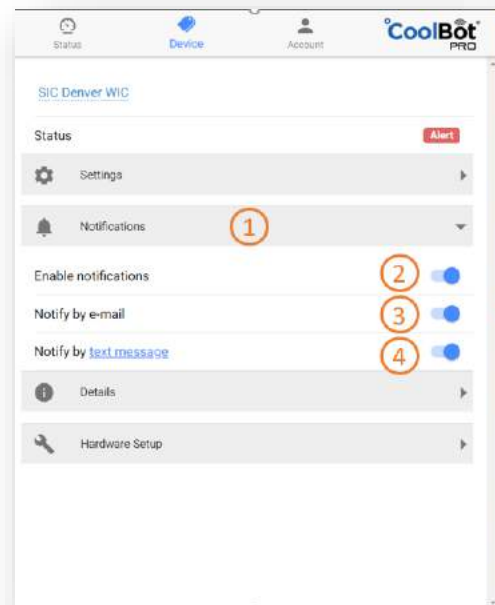 Status Device Account °CoolBot PRO
SIC Denver WIC
Status Alert
Settings
Notifications 1
Enable notifications 2
Notify by e-mail 3
Notify by text message 4
Details
Hardware Setup